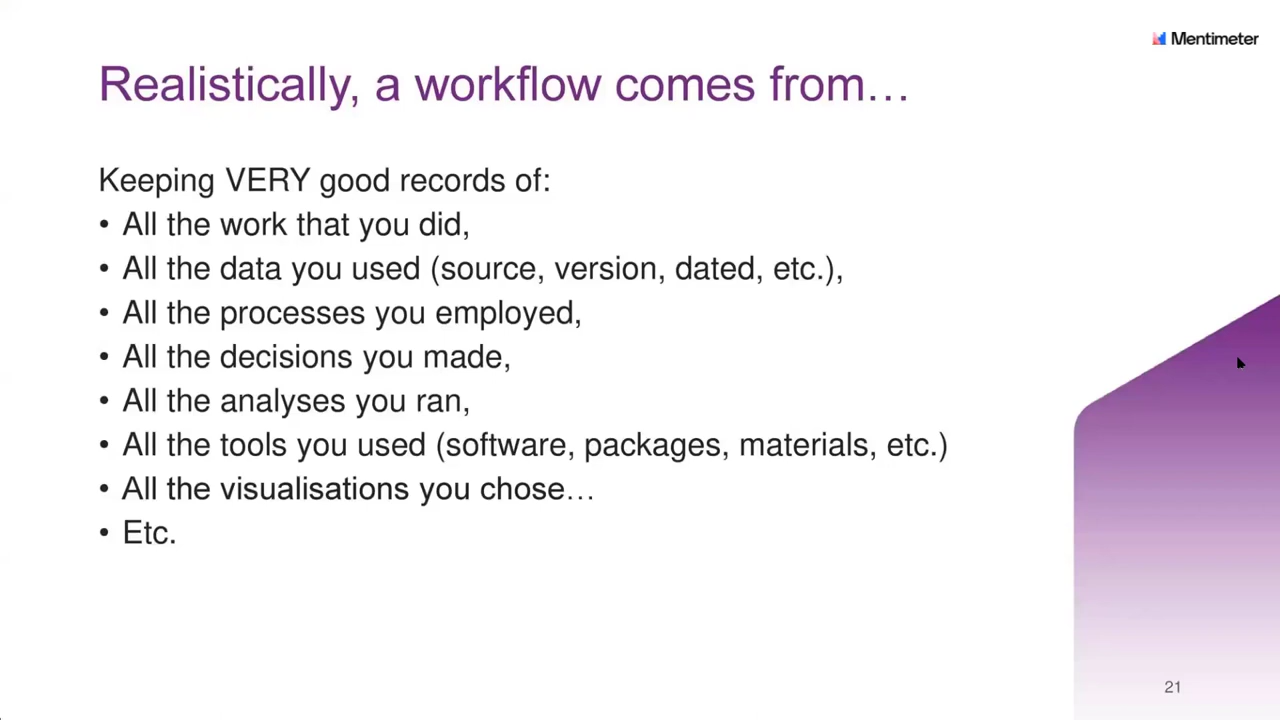 Mentimeter
Realistically, a workflow comes from…
Keeping VERY good records of:
• All the work that you did,
• All the data you used (source, version, dated, etc.),
• All the processes you employed,
• All the decisions you made,
• All the analyses you ran,
• All the tools you used (software, packages, materials, etc.)
• All the visualisations you chose…
• Etc.
21